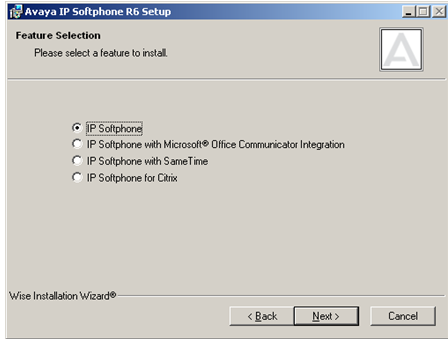 Avaya IP Softphone R6 Setup
Feature Selection
Please select a feature to install.
IP Softphone
IP Softphone with Microsoft® Office Communicator Integration
IP Softphone with SameTime
IP Softphone for Citrix
Wise Installation Wizard®
< Back Next > Cancel